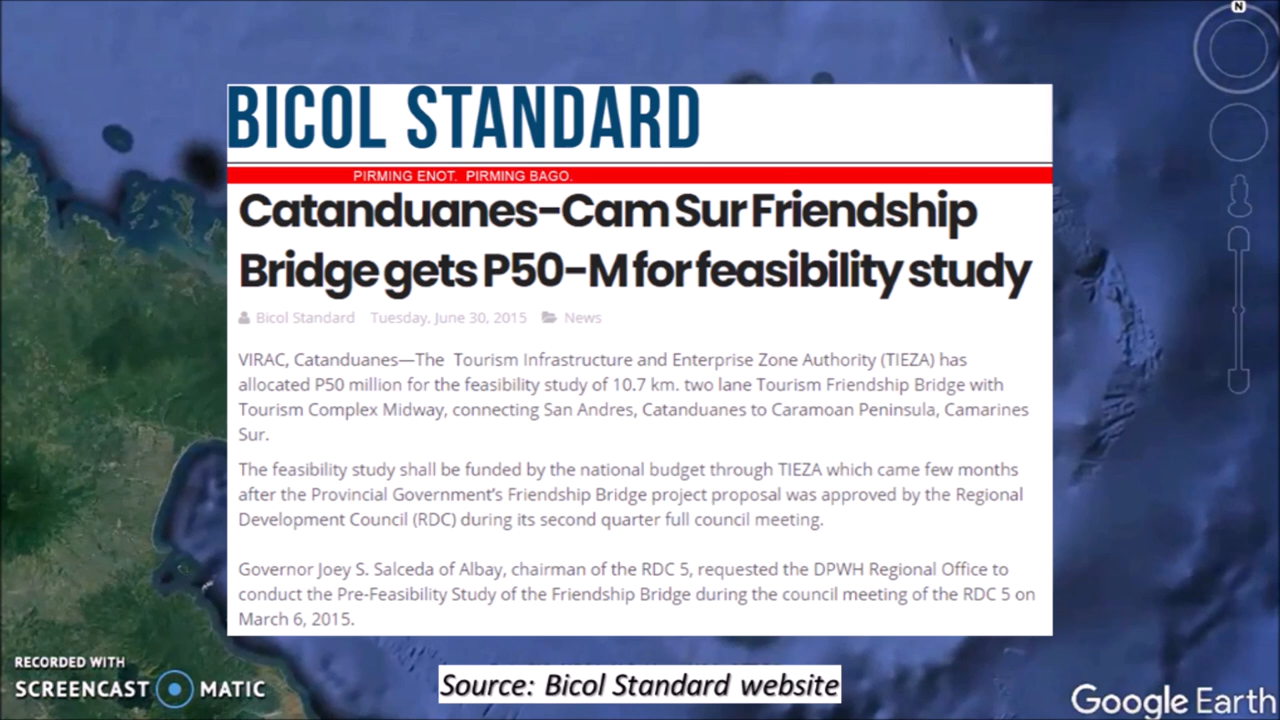 N
BICOL STANDARD
PIRMING ENOT. PIRMING BAGO.
Catanduanes-Cam Sur Friendship
Bridge gets P50-M for feasibility study
Bicol Standard Tuesday, June 30, 2015 News
VIRAC, Catanduanes—The Tourism Infrastructure and Enterprise Zone Authority (TIEZA) has
allocated P50 million for the feasibility study of 10.7 km. two lane Tourism Friendship Bridge with
Tourism Complex Midway, connecting San Andres, Catanduanes to Caramoan Peninsula, Camarines
Sur.
The feasibility study shall be funded by the national budget through TIEZA which came few months
after the Provincial Government's Friendship Bridge project proposal was approved by the Regional
Development Council (RDC) during its second quarter full council meeting.
Governor Joey S. Salceda of Albay, chairman of the RDC 5, requested the DPWH Regional Office to
conduct the Pre-Feasibility Study of the Friendship Bridge during the council meeting of the RDC 5 on
March 6, 2015.
RECORDED WITH
SCREENCAST MATIC
Source: Bicol Standard website
Google Earth